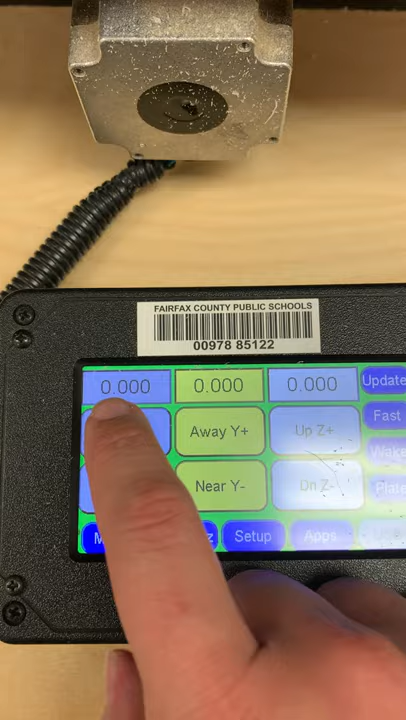 FAIRFAX COUNTY PUBLIC SCHOOLS
00978 85122
0.000 0.000 0.000 Update
Away Y+ Up Z+ Fast
Wake
Near Y- Dn Z- Plate
Setup Apps